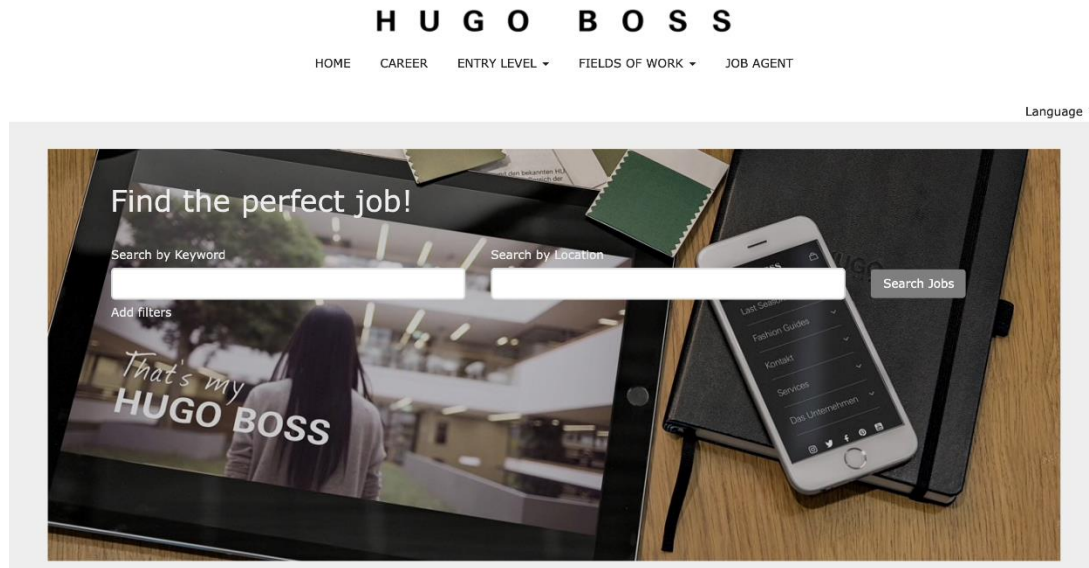 HUGO BOSS
HOME CAREER ENTRY LEVEL FIELDS OF WORK JOB AGENT
Language
Find the perfect job!
Search by Keyword Search by Location
Search Jobs
Add filters
That's my
HUGO BOSS
HUGO
Last Season
Fashion Guides
Kontakt
Services
Das Unternehmen